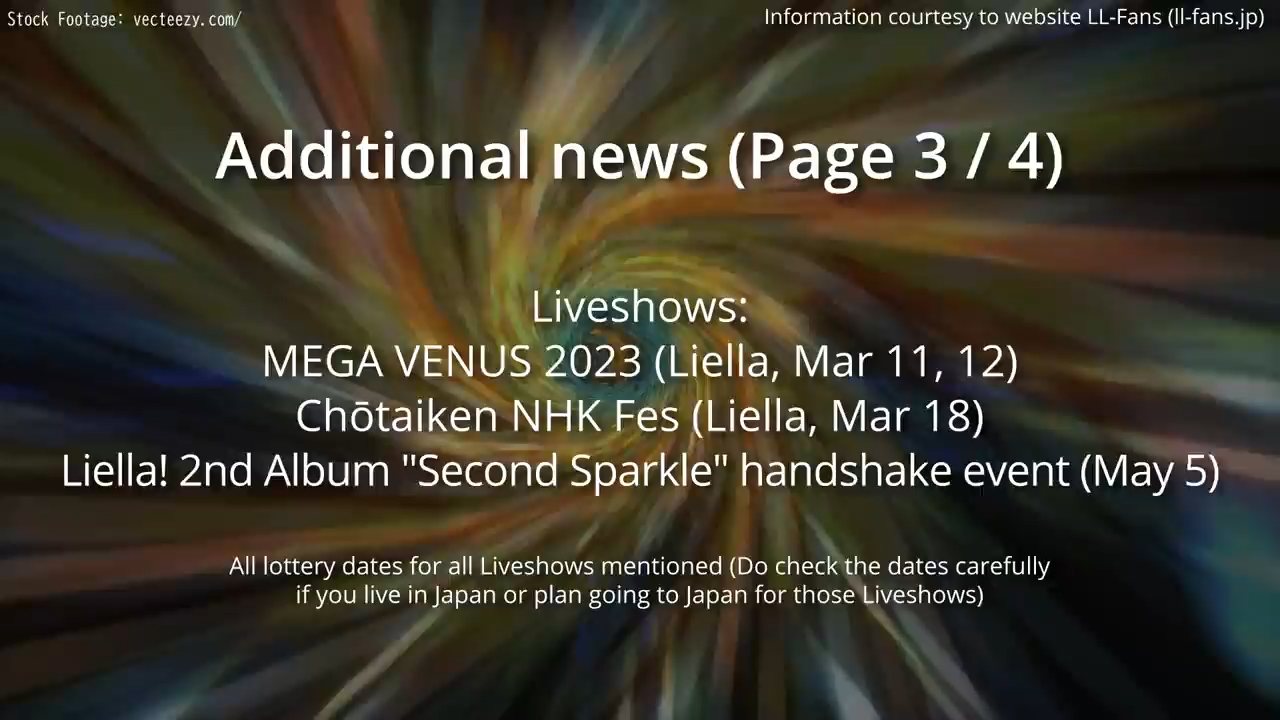 Stock Footage: vecteezy.com/
Information courtesy to website LL-Fans (ll-fans.jp)
Additional news (Page 3 / 4)
Liveshows:
MEGA VENUS 2023 (Liella, Mar 11, 12)
Chōtaiken NHK Fes (Liella, Mar 18)
Liella! 2nd Album "Second Sparkle" handshake event (May 5)
All lottery dates for all Liveshows mentioned (Do check the dates carefully
if you live in Japan or plan going to Japan for those Liveshows)